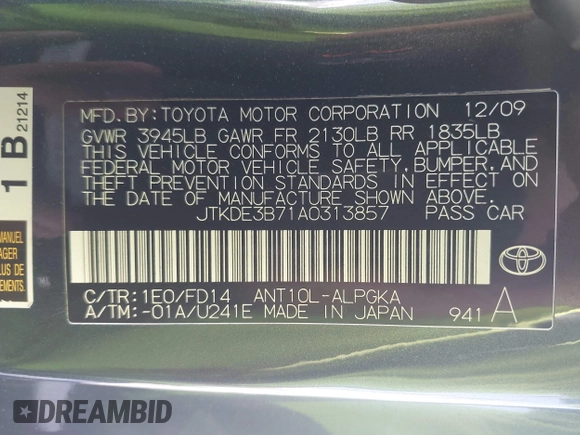 MFD.BY: TOYOTA MOTOR CORPORATION 12/09
GVWR 3945LB GAWR FR 2130LB RR 1835LB
THIS VEHICLE CONFORMS TO ALL APPLICABLE
FEDERAL MOTOR VEHICLE SAFETY, BUMPER, AND
THEFT PREVENTION STANDARDS IN EFFECT ON
THE DATE OF MANUFACTURE SHOWN ABOVE.
JTKDE3B71A0313857 PASS CAR
C/TR: 1E0/FD14 ANT10L-ALPGKA
A/TM: -01A/U241E MADE IN JAPAN 941 A
TOYOTA
1 B
21214
MANUEL
AGER
LUS DE
ION.
DREAMBID